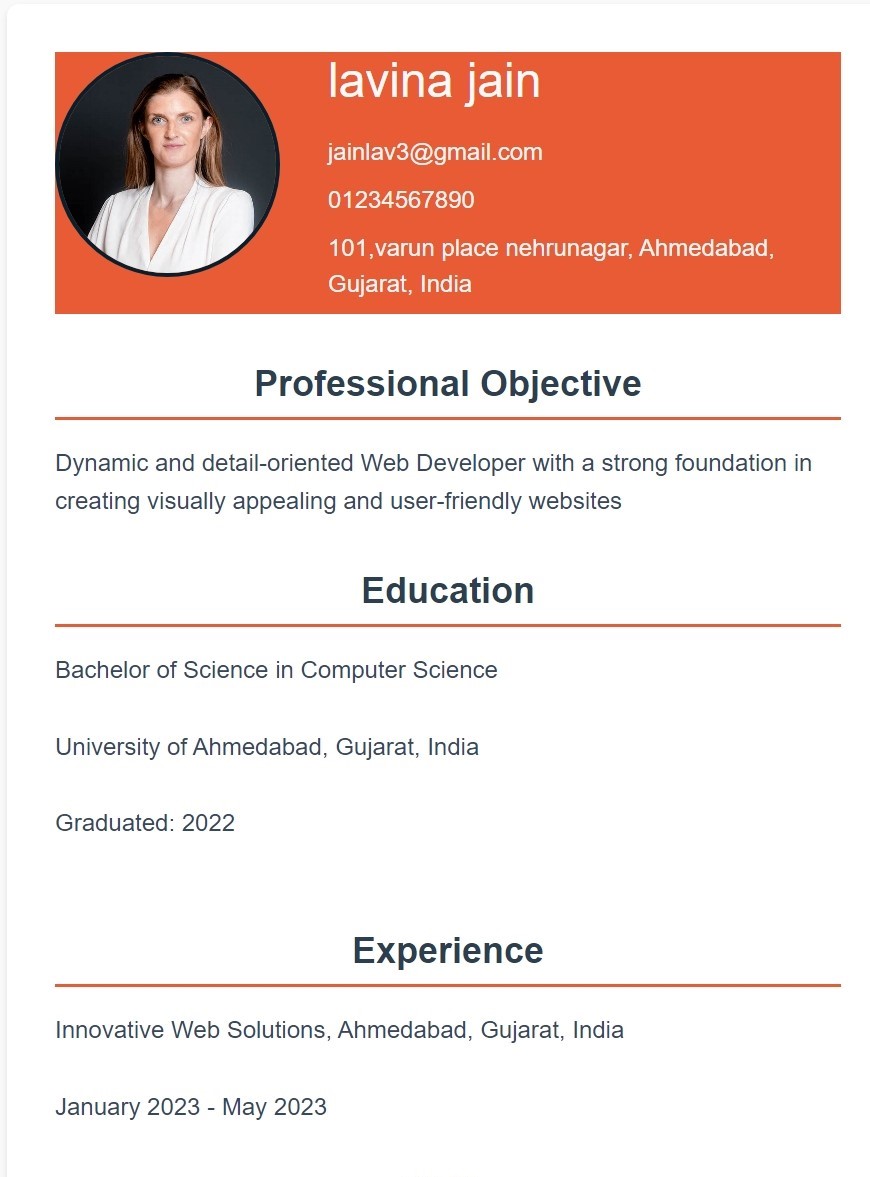 lavina jain
jainlav3@gmail.com
01234567890
101,varun place nehrunagar, Ahmedabad,
Gujarat, India
Professional Objective
Dynamic and detail-oriented Web Developer with a strong foundation in
creating visually appealing and user-friendly websites
Education
Bachelor of Science in Computer Science
University of Ahmedabad, Gujarat, India
Graduated: 2022
Experience
Innovative Web Solutions, Ahmedabad, Gujarat, India
January 2023 - May 2023